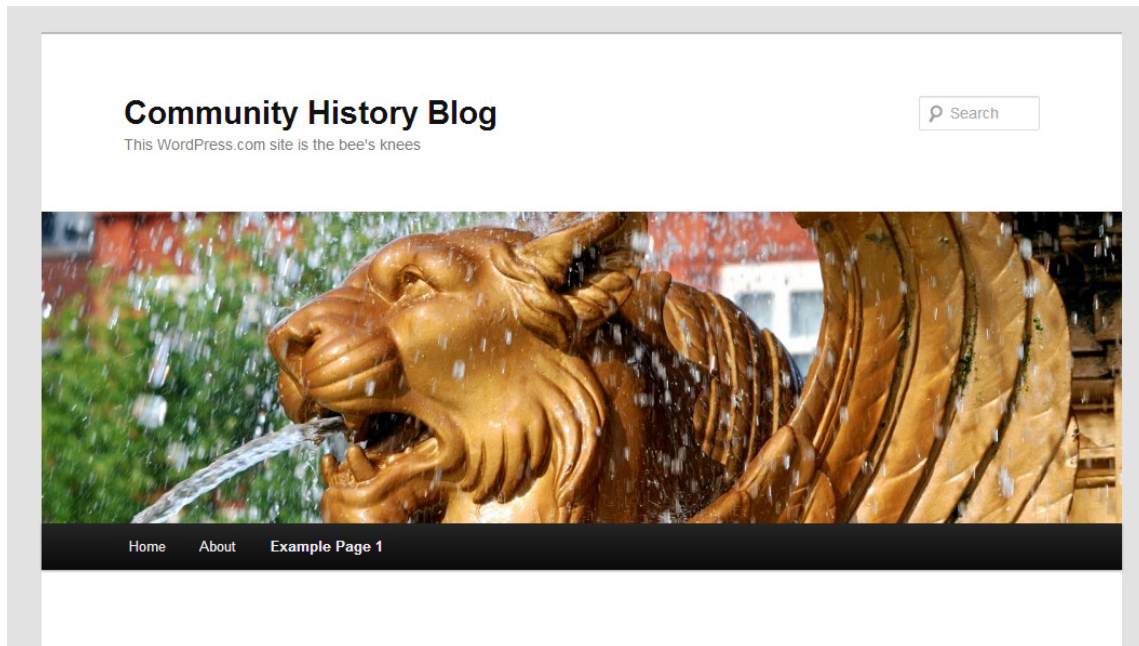 Community History Blog
This WordPress.com site is the bee's knees
Search
Home About Example Page 1